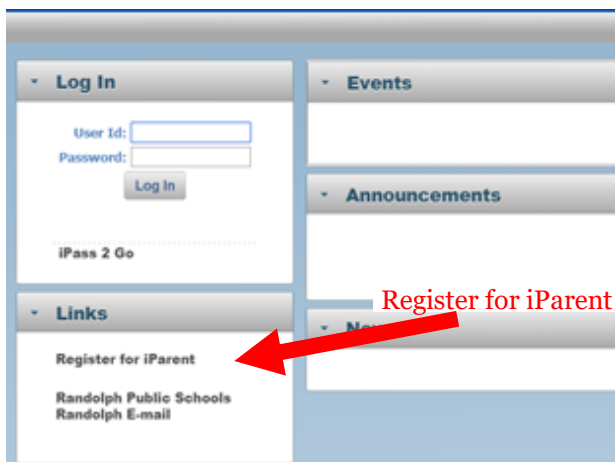 Log In
User Id:
Password:
Log In
iPass 2 Go
Links
Register for iParent
Randolph Public Schools
Randolph E-mail
Events
Announcements
Register for iParent